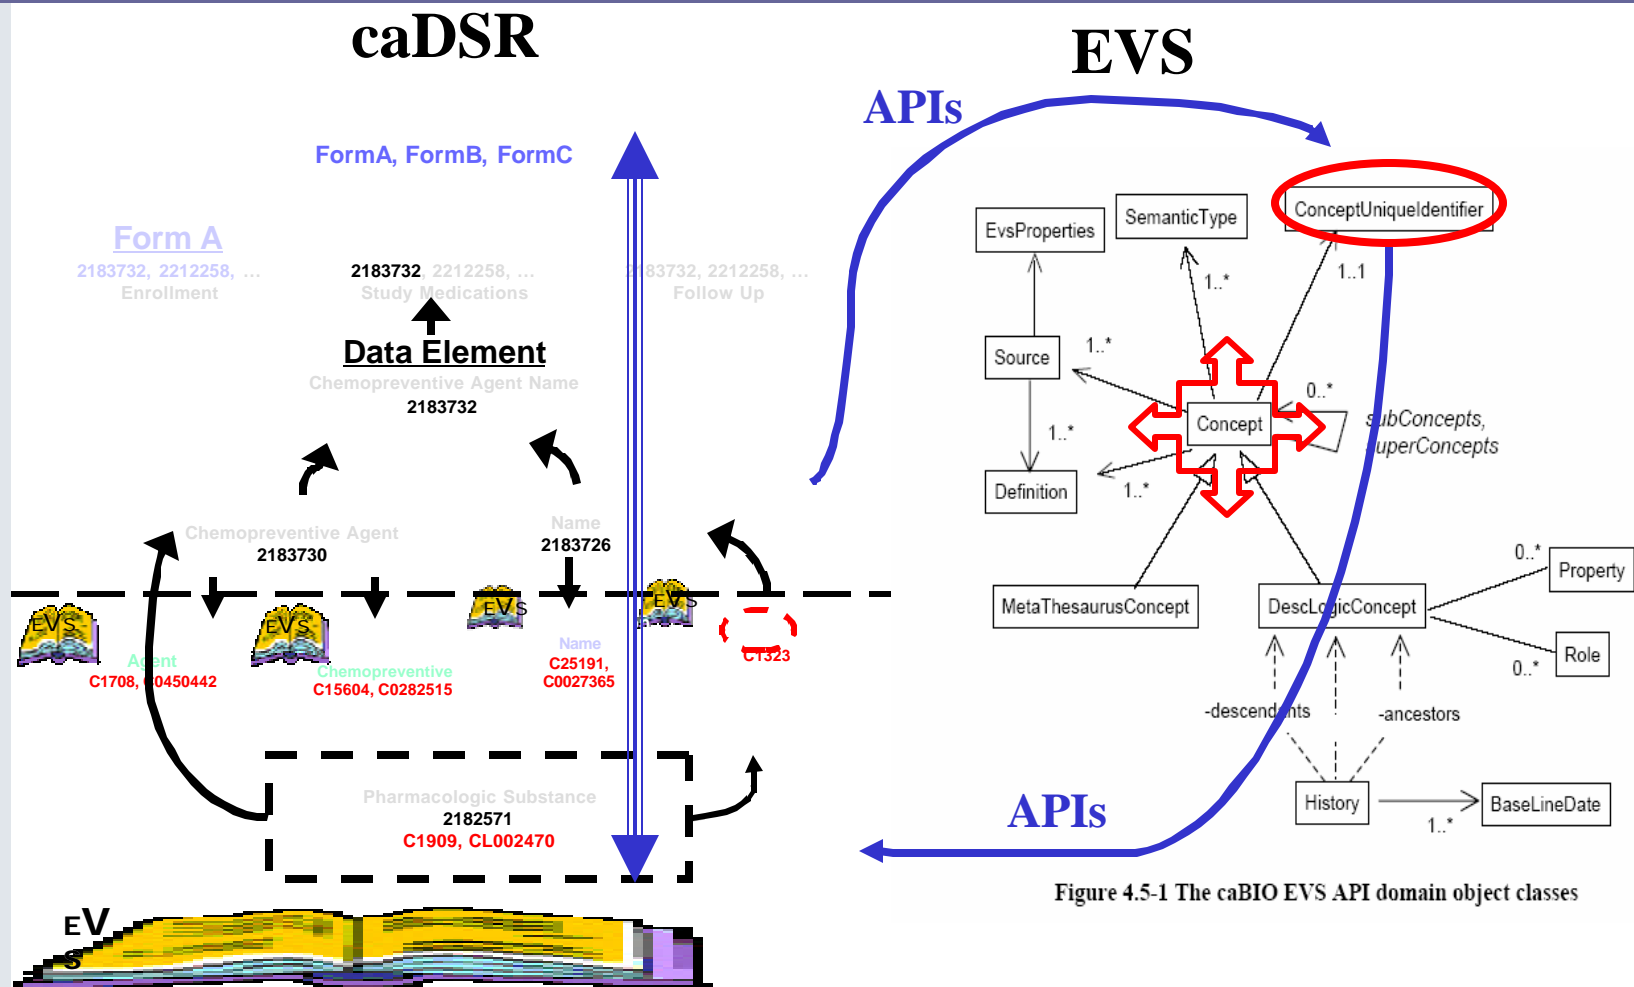 caDSR
EVS
APIs
FormA, FormB, FormC
Form A
2183732, 2212258, ...
Enrollment
2183732, 2212258, ...
Study Medications
2183732, 2212258, ...
Follow Up
Data Element
Chemopreventive Agent Name
2183732
Chemopreventive Agent
2183730
Name
2183726
EVS
EVS
EVS
EVS
Agent
C1708, C0450442
Chemopreventive
C15604, C0282515
Name
C25191,
C0027365
C1323
Pharmacologic Substance
2182571
C1909, CL002470
EVS
ConceptUniqueIdentifier
SemanticType
EvsProperties
1..*
1..1
Source
1..*
0..*
Concept
subConcepts,
superConcepts
1..*
Definition
1..*
MetaThesaurusConcept
DescLogicConcept
0..*
Property
Role
0..*
-descendents
-ancestors
History
1..*
BaseLineDate
APIs
Figure 4.5-1 The caBIO EVS API domain object classes